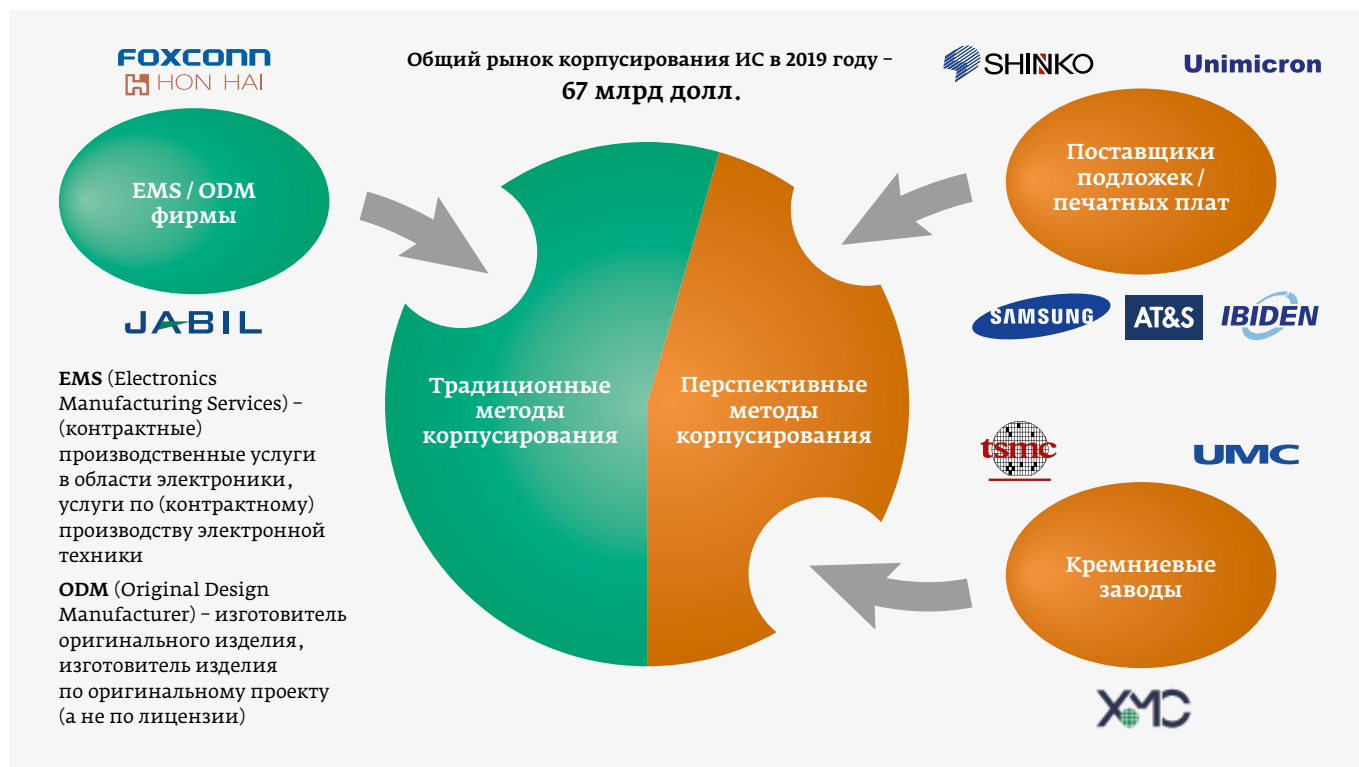 FOXCONN
HON HAI
EMS / ODM
фирмы
JABIL
EMS (Electronics
Manufacturing Services) –
(контрактные)
производственные услуги
в области электроники,
услуги по (контрактному)
производству электронной
техники
ODM (Original Design
Manufacturer) – изготовитель
оригинального изделия,
изготовитель изделия
по оригинальному проекту
(а не по лицензии)
Общий рынок корпусирования ИС в 2019 году –
67 млрд долл.
Традиционные
методы
корпусирования
Перспективные
методы
корпусирования
SHINKO
Unimicron
Поставщики
подложек /
печатных плат
SAMSUNG
AT&S
IBIDEN
tsmc
UMC
Кремниевые
заводы
XMC